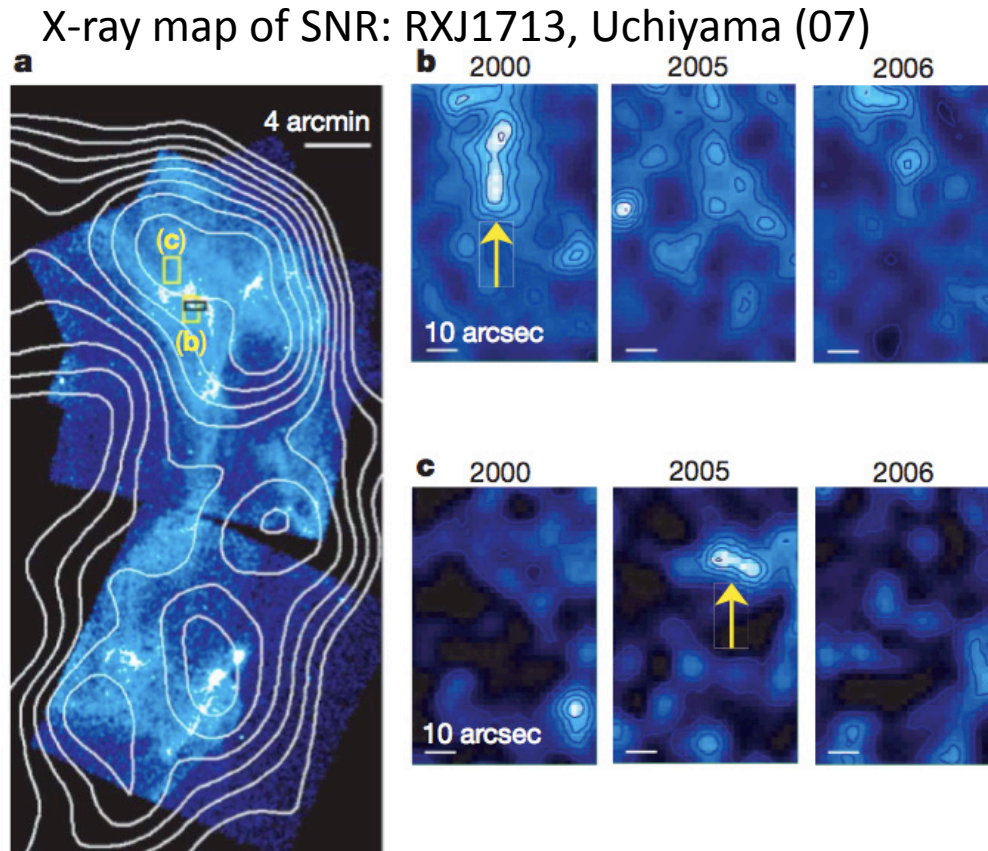 X-ray map of SNR: RXJ1713, Uchiyama (07)
a
4 arcmin
(c)
(b)
b
2000 2005 2006
10 arcsec
c
2000 2005 2006
10 arcsec